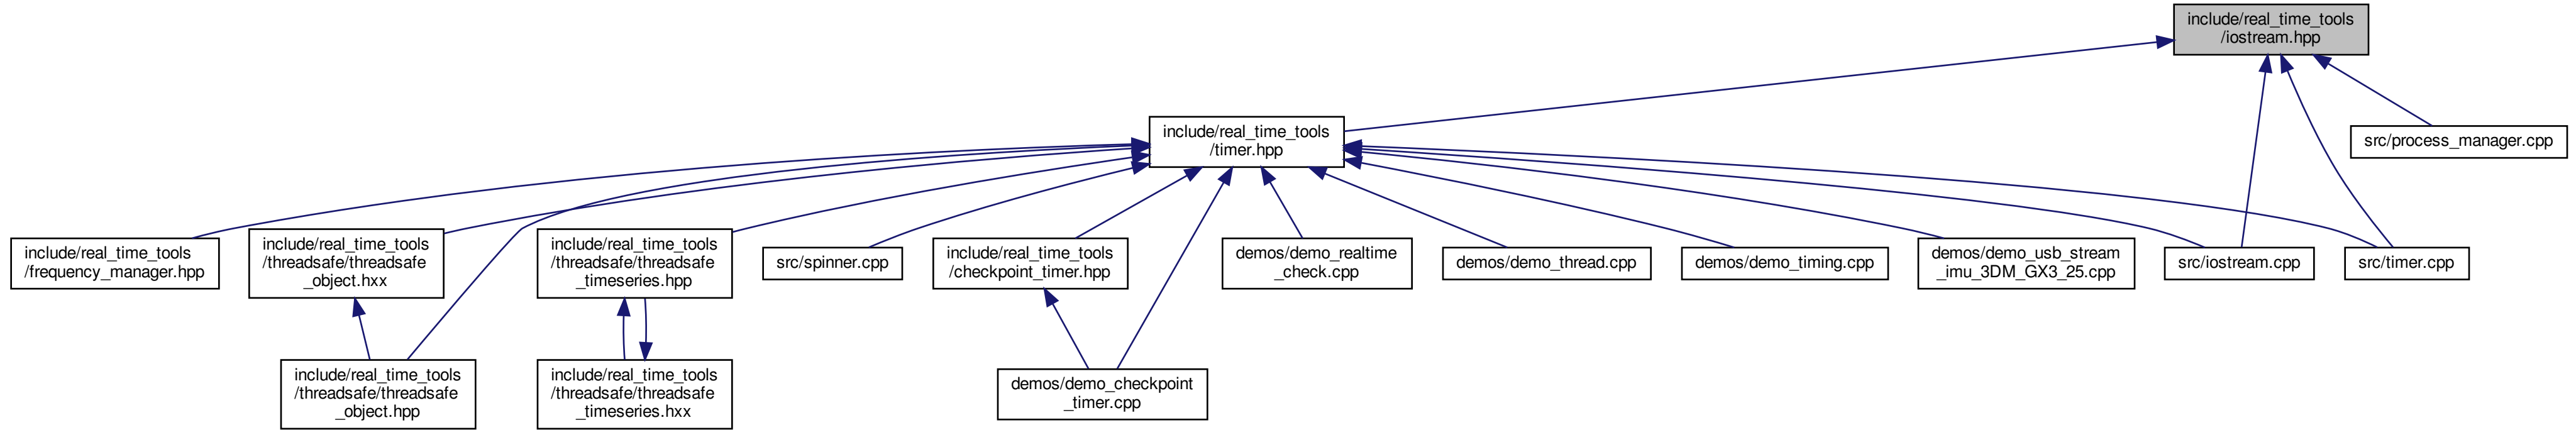 include/real_time_tools
/iostream.hpp
include/real_time_tools
/timer.hpp
src/process_manager.cpp
include/real_time_tools
/frequency_manager.hpp
include/real_time_tools
/threadsafe/threadsafe
_object.hxx
include/real_time_tools
/threadsafe/threadsafe
_timeseries.hpp
src/spinner.cpp
include/real_time_tools
/checkpoint_timer.hpp
demos/demo_realtime
_check.cpp
demos/demo_thread.cpp
demos/demo_timing.cpp
demos/demo_usb_stream
_imu_3DM_GX3_25.cpp
src/iostream.cpp
src/timer.cpp
include/real_time_tools
/threadsafe/threadsafe
_object.hpp
include/real_time_tools
/threadsafe/threadsafe
_timeseries.hxx
demos/demo_checkpoint
_timer.cpp